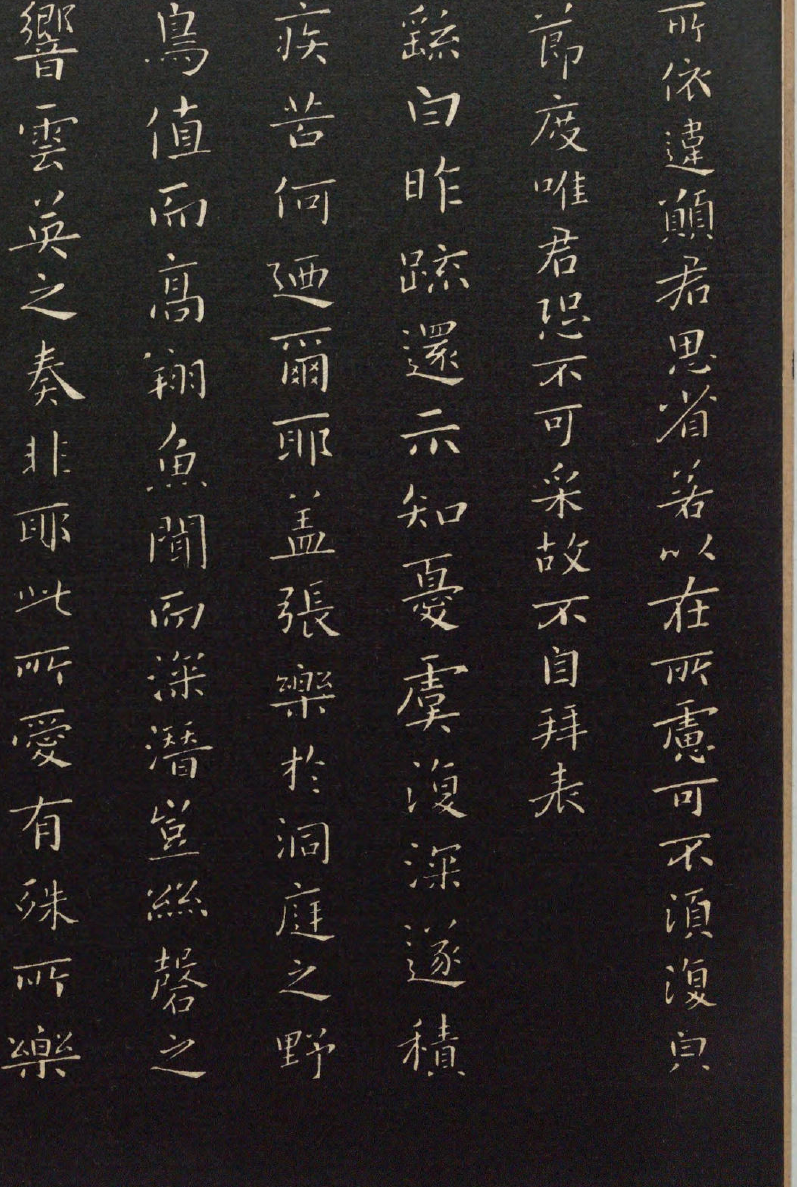 所依違願君思省若以在所慮可不須復自
節度唯君恐不可采故不自拜表
繇白昨疏還示知憂虞復深遂積
疾苦何迺爾耶蓋張樂於洞庭之野
鳥值而高翔魚聞而深潛豈絲磬之
響雲英之奏非耶此所愛有殊所樂